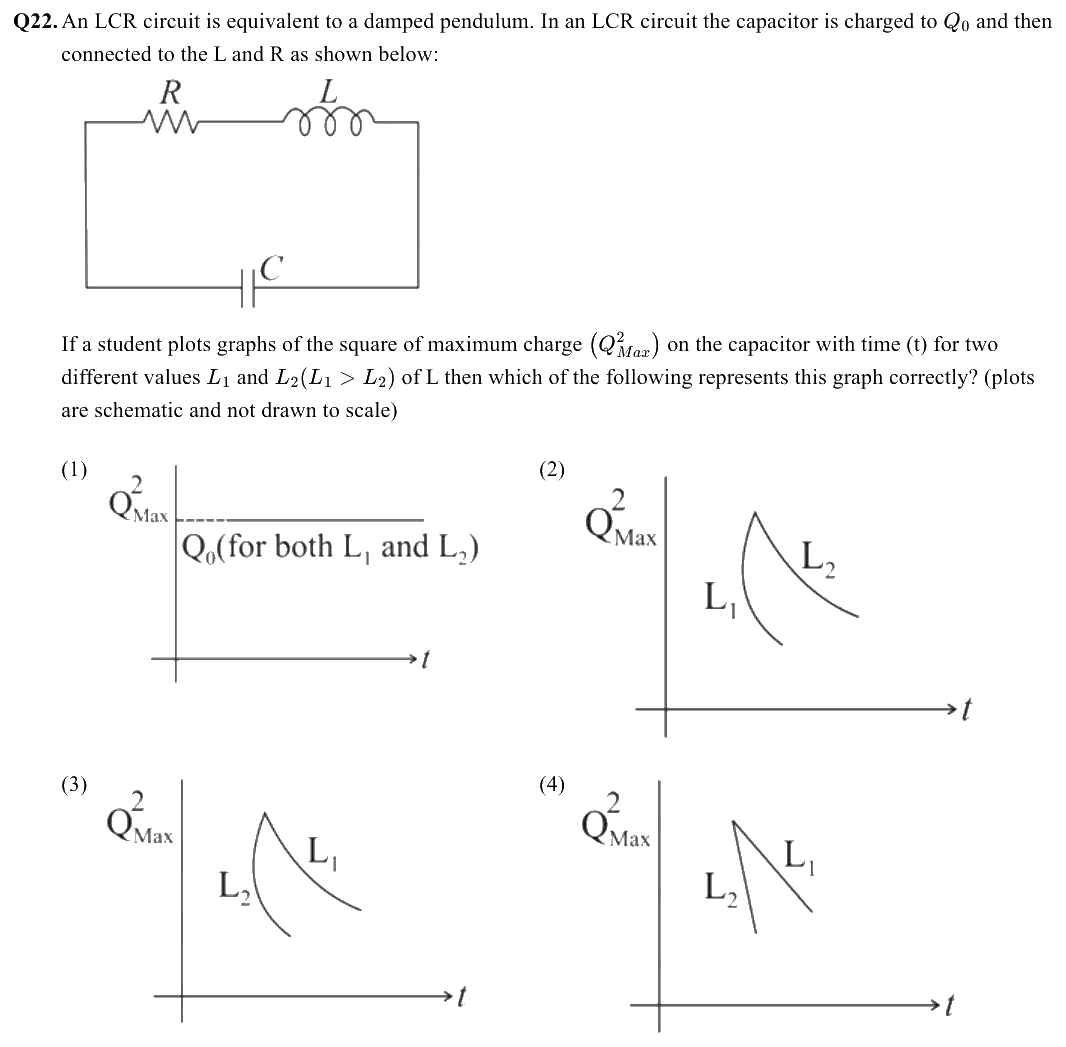 Q22. An LCR circuit is equivalent to a damped pendulum. In an LCR circuit the capacitor is charged to Q₀ and then
connected to the L and R as shown below:
R
L
C
If a student plots graphs of the square of maximum charge (Q²Max) on the capacitor with time (t) for two
different values L₁ and L₂(L₁ > L₂) of L then which of the following represents this graph correctly? (plots
are schematic and not drawn to scale)
(1)
Q²Max
Q₀(for both L₁ and L₂)
t
(2)
Q²Max
L₂
L₁
t
(3)
Q²Max
L₁
L₂
t
(4)
Q²Max
L₁
L₂
t